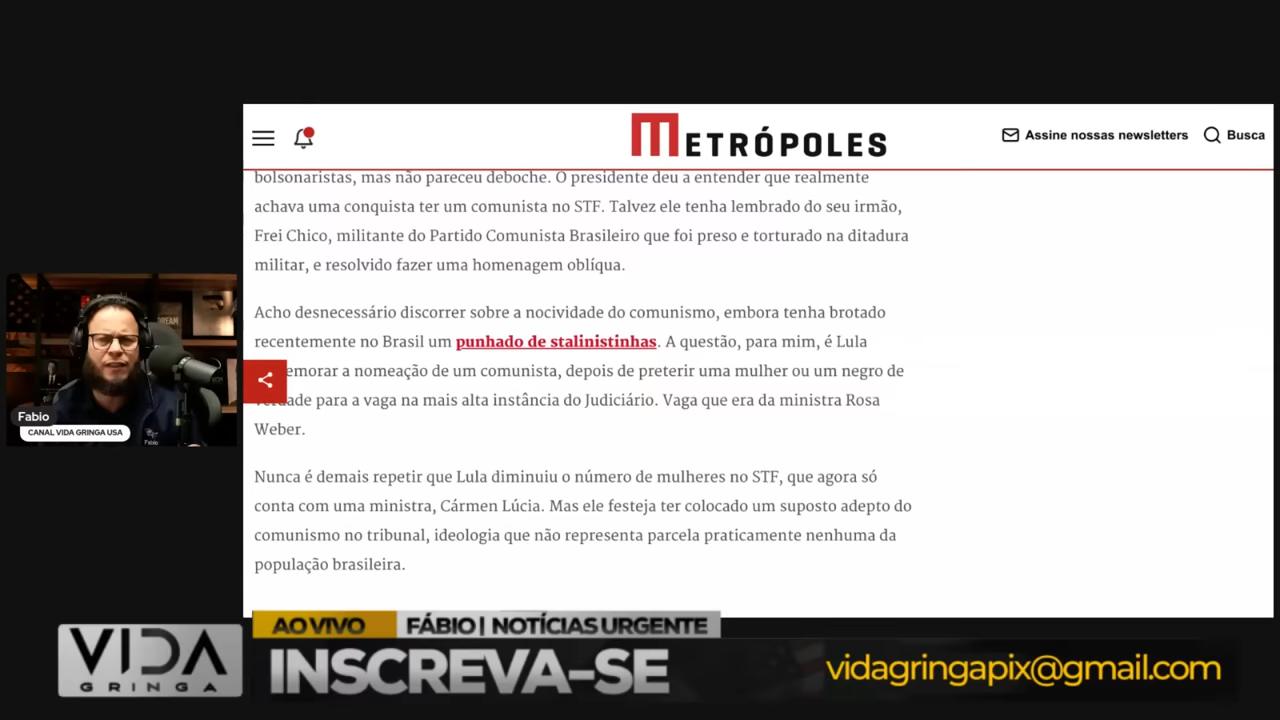 METRÓPOLES
Assine nossas newsletters
Busca
bolsonaristas, mas não pareceu deboche. O presidente deu a entender que realmente
achava uma conquista ter um comunista no STF. Talvez ele tenha lembrado do seu irmão,
Frei Chico, militante do Partido Comunista Brasileiro que foi preso e torturado na ditadura
militar, e resolvido fazer uma homenagem oblíqua.
Acho desnecessário discorrer sobre a nocividade do comunismo, embora tenha brotado
recentemente no Brasil um punhado de stalinistinhas. A questão, para mim, é Lula
emorar a nomeação de um comunista, depois de preterir uma mulher ou um negro de
verdade para a vaga na mais alta instância do Judiciário. Vaga que era da ministra Rosa
Weber.
Nunca é demais repetir que Lula diminuiu o número de mulheres no STF, que agora só
conta com uma ministra, Cármen Lúcia. Mas ele festeja ter colocado um suposto adepto do
comunismo no tribunal, ideologia que não representa parcela praticamente nenhuma da
população brasileira.
DREAM
Fabio
CANAL VIDA GRINGA USA
Fabio
VIDA
GRINGA
AO VIVO
FÁBIO | NOTÍCIAS URGENTE
INSCREVA-SE
vidagringapix@gmail.com